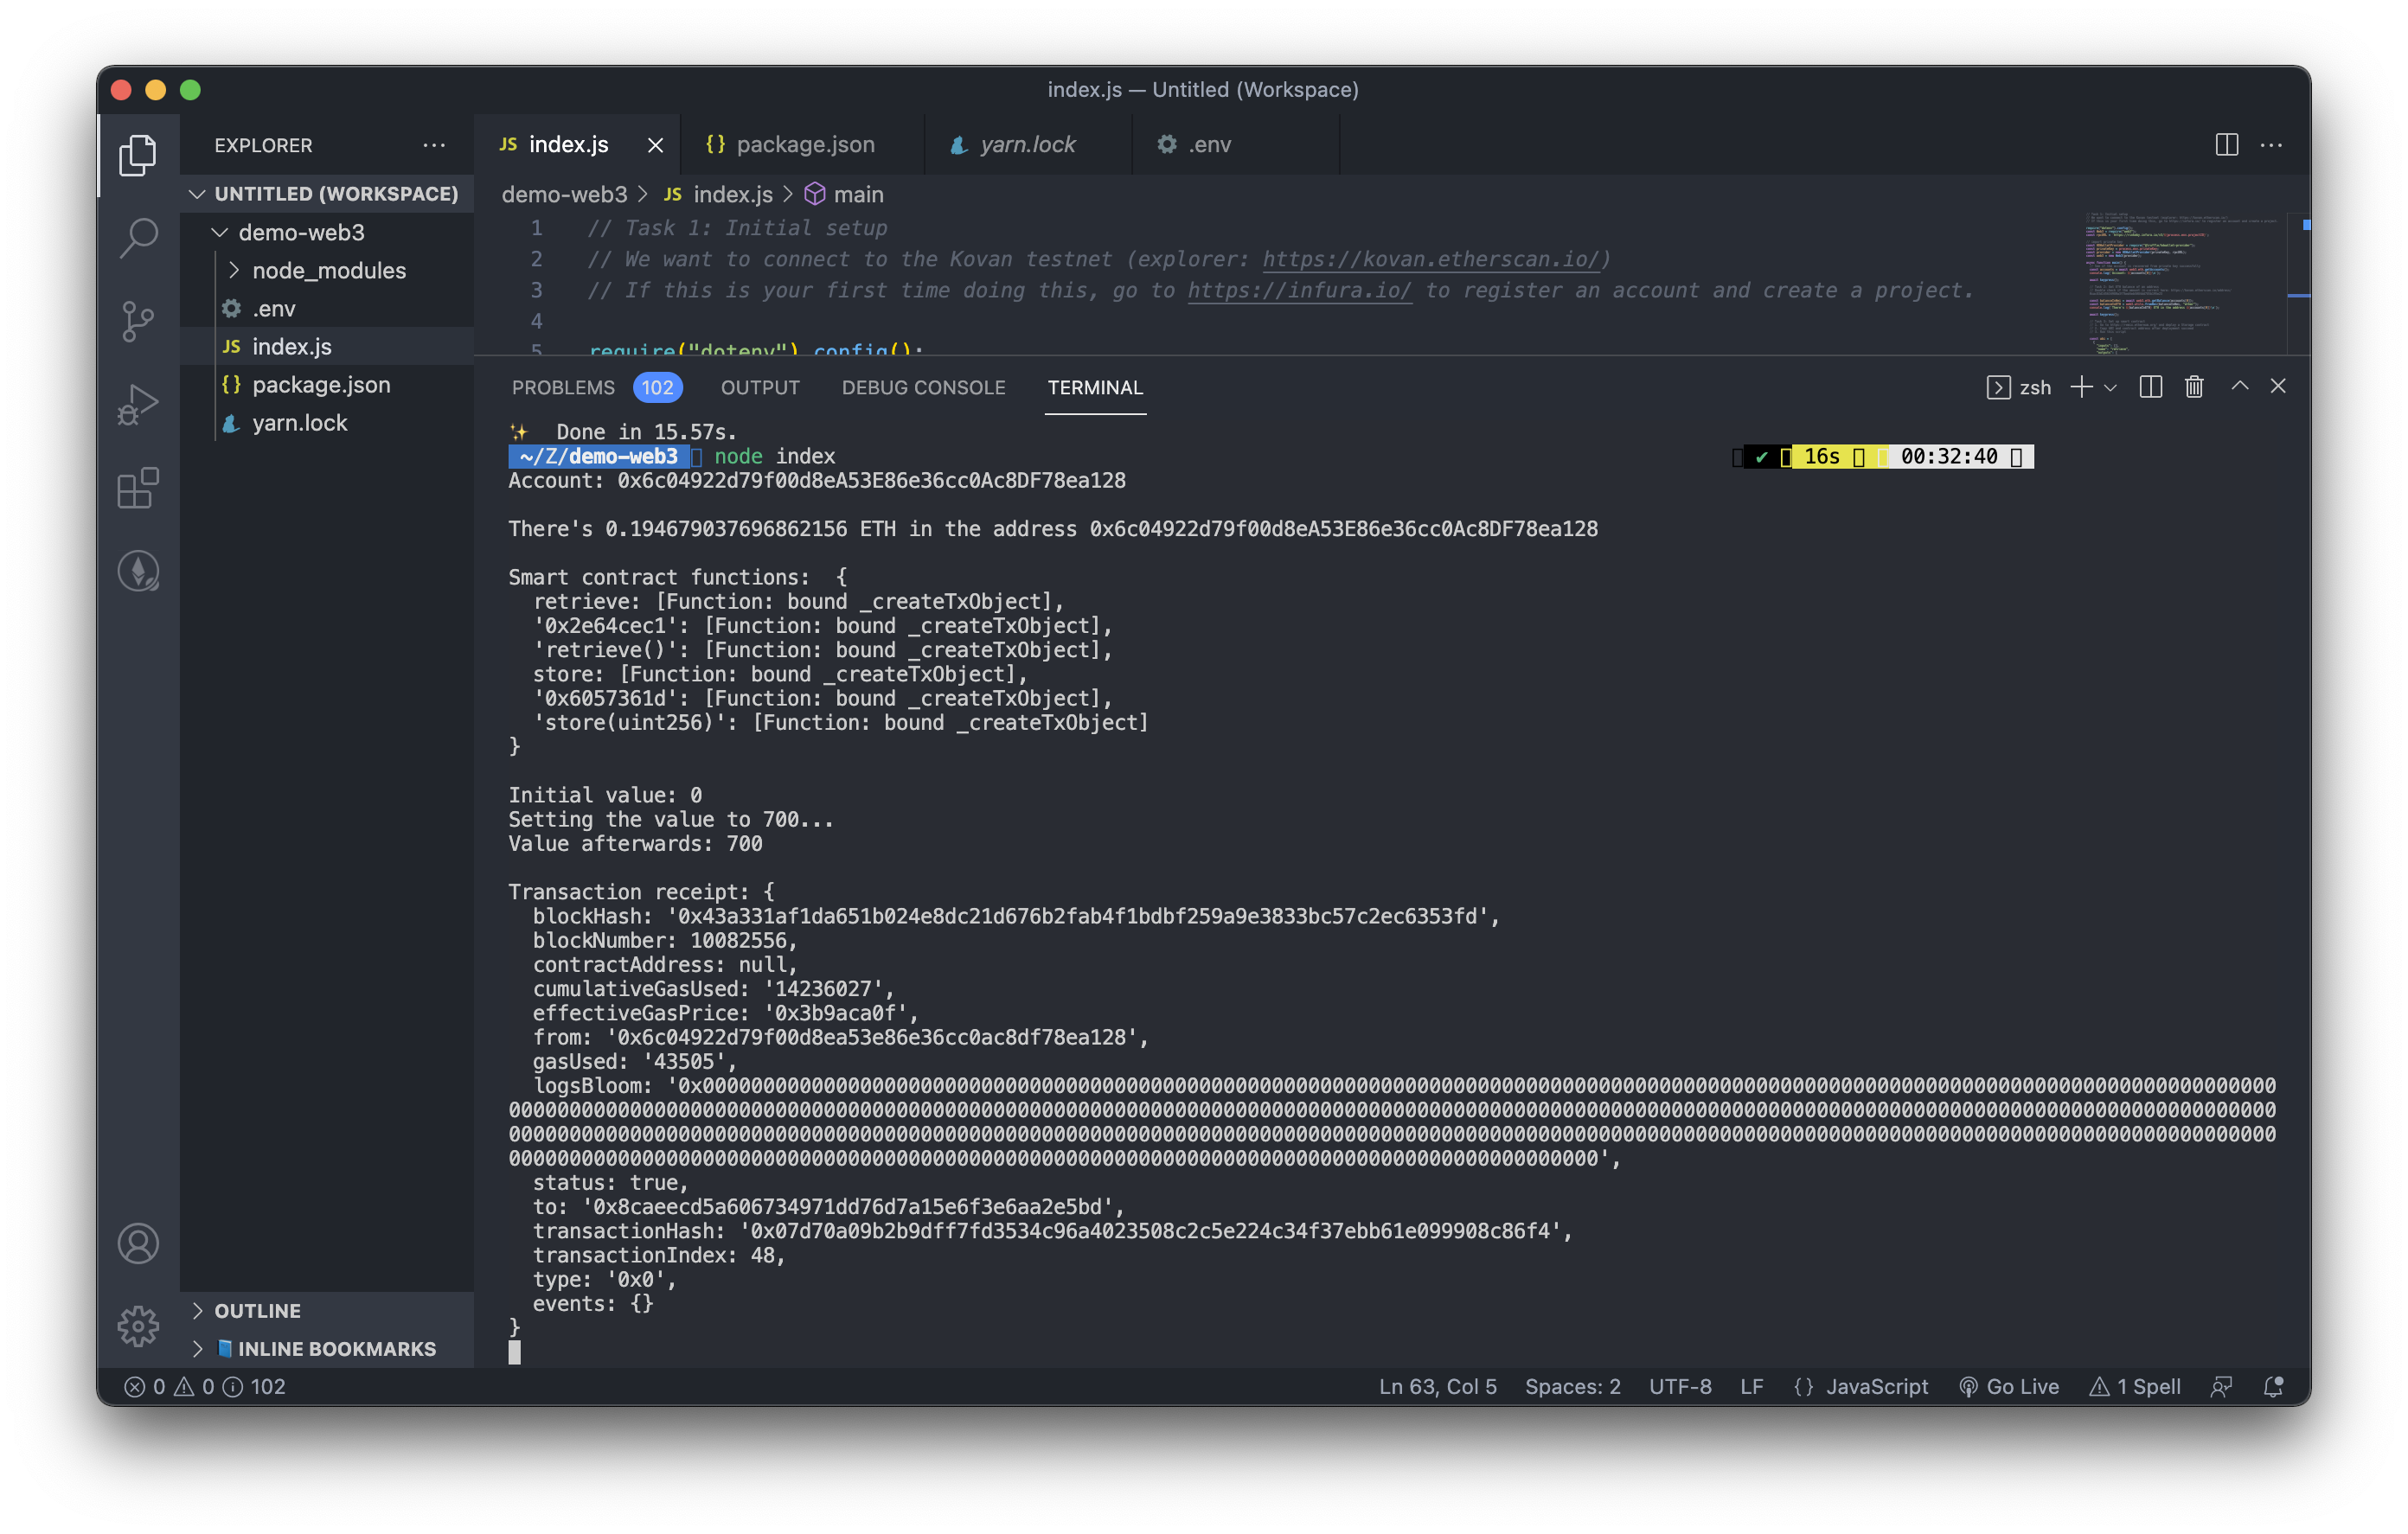 index.js — Untitled (Workspace)
EXPLORER
UNTITLED (WORKSPACE)
demo-web3
node_modules
.env
JS index.js
{} package.json
yarn.lock
OUTLINE
INLINE BOOKMARKS
JS index.js
{} package.json
yarn.lock
.env
demo-web3 > JS index.js > main
1 // Task 1: Initial setup
2 // We want to connect to the Kovan testnet (explorer: https://kovan.etherscan.io/)
3 // If this is your first time doing this, go to https://infura.io/ to register an account and create a project.
4
5 require("dotenv").config();
PROBLEMS 102 OUTPUT DEBUG CONSOLE TERMINAL
zsh
✨ Done in 15.57s.
~/Z/demo-web3 node index ✔ 16s 00:32:40
Account: 0x6c04922d79f00d8eA53E86e36cc0Ac8DF78ea128
There's 0.194679037696862156 ETH in the address 0x6c04922d79f00d8eA53E86e36cc0Ac8DF78ea128
Smart contract functions:  {
retrieve: [Function: bound _createTxObject],
'0x2e64cec1': [Function: bound _createTxObject],
'retrieve()': [Function: bound _createTxObject],
store: [Function: bound _createTxObject],
'0x6057361d': [Function: bound _createTxObject],
'store(uint256)': [Function: bound _createTxObject]
}
Initial value: 0
Setting the value to 700...
Value afterwards: 700
Transaction receipt: {
blockHash: '0x43a331af1da651b024e8dc21d676b2fab4f1bdbf259a9e3833bc57c2ec6353fd',
blockNumber: 10082556,
contractAddress: null,
cumulativeGasUsed: '14236027',
effectiveGasPrice: '0x3b9aca0f',
from: '0x6c04922d79f00d8ea53e86e36cc0ac8df78ea128',
gasUsed: '43505',
logsBloom:
status: true,
to: '0x8caeecd5a606734971dd76d7a15e6f3e6aa2e5bd',
transactionHash: '0x07d70a09b2b9dff7fd3534c96a4023508c2c5e224c34f37ebb61e099908c86f4',
transactionIndex: 48,
type: '0x0',
events: {}
}
0 0 102
Ln 63, Col 5 Spaces: 2 UTF-8 LF {} JavaScript Go Live 1 Spell